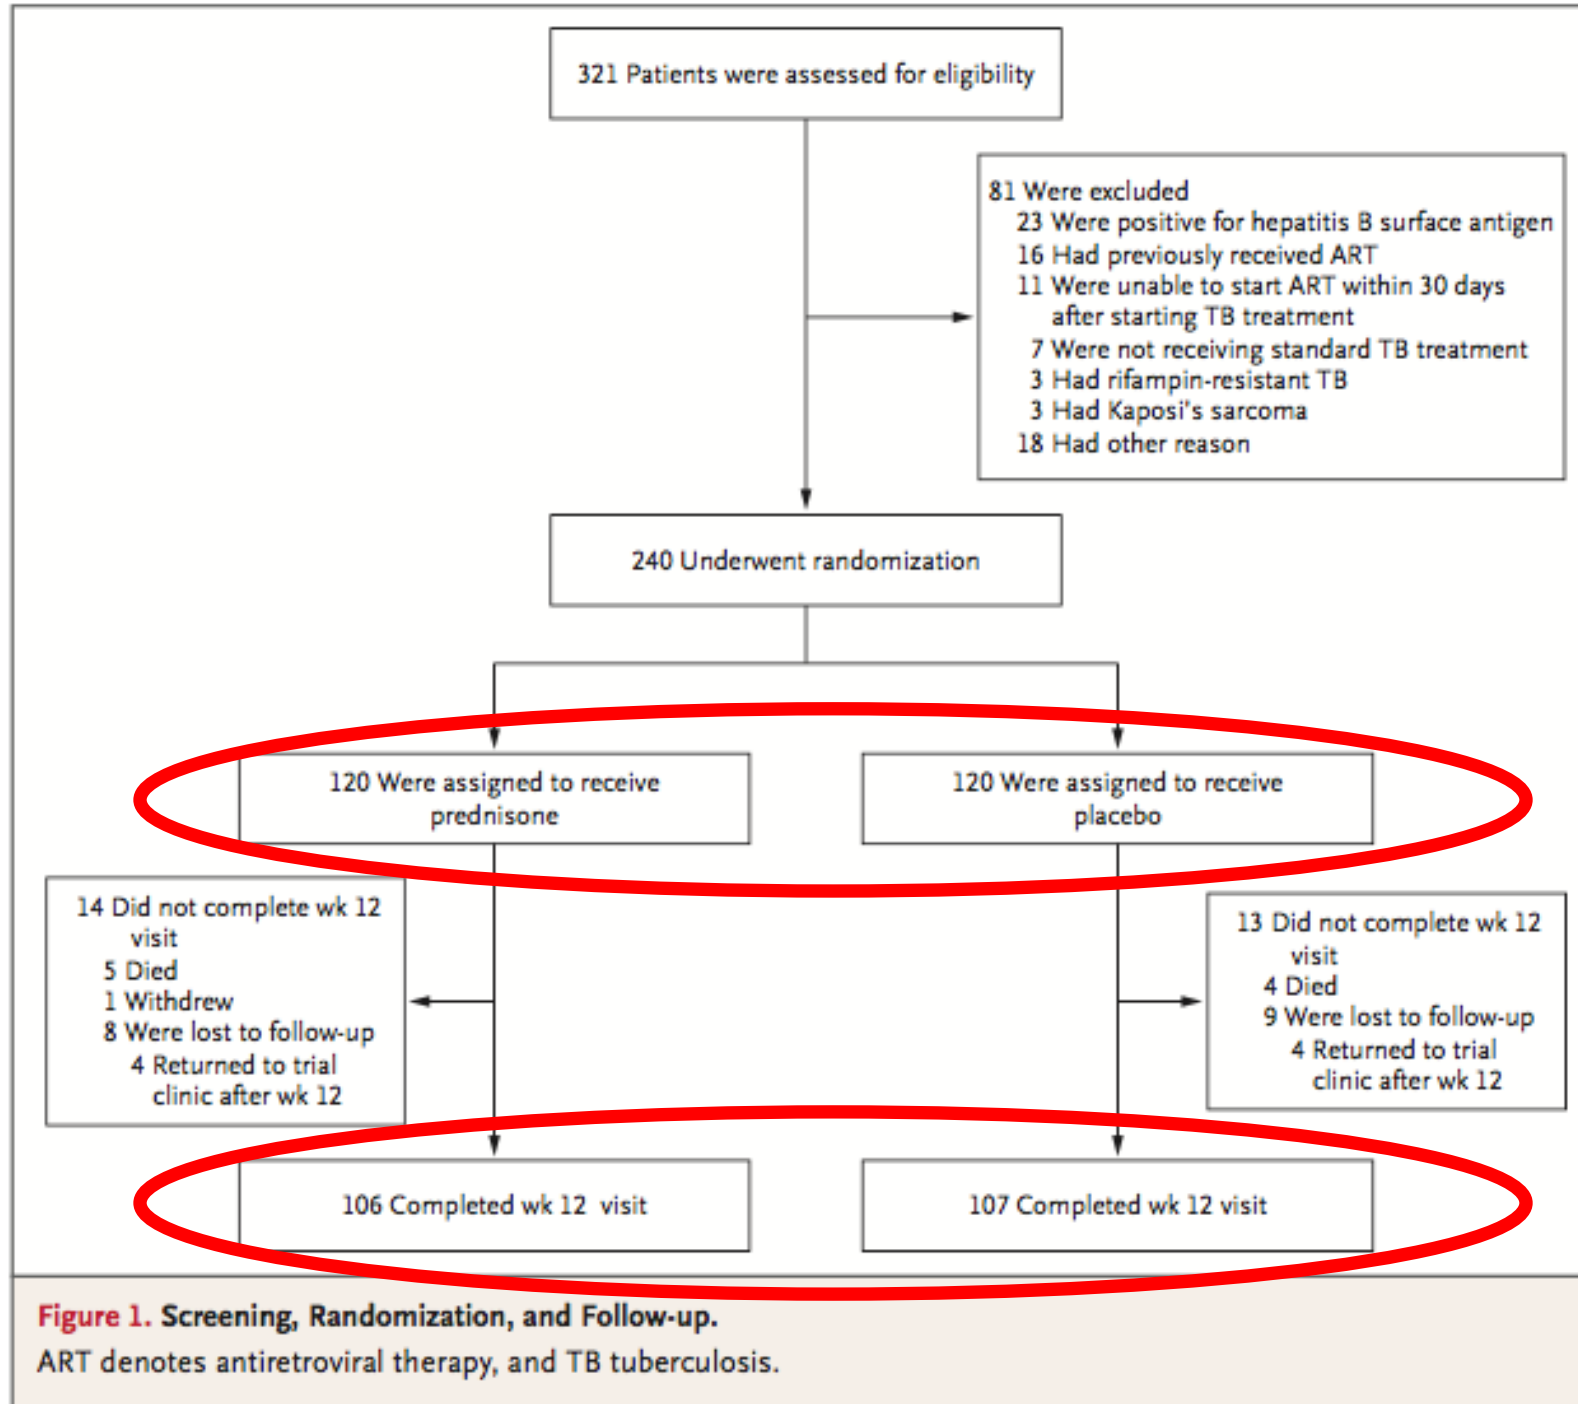 321 Patients were assessed for eligibility
81 Were excluded
23 Were positive for hepatitis B surface antigen
16 Had previously received ART
11 Were unable to start ART within 30 days
after starting TB treatment
7 Were not receiving standard TB treatment
3 Had rifampin-resistant TB
3 Had Kaposi's sarcoma
18 Had other reason
240 Underwent randomization
120 Were assigned to receive
prednisone
120 Were assigned to receive
placebo
14 Did not complete wk 12
visit
5 Died
1 Withdrew
8 Were lost to follow-up
4 Returned to trial
clinic after wk 12
13 Did not complete wk 12
visit
4 Died
9 Were lost to follow-up
4 Returned to trial
clinic after wk 12
106 Completed wk 12 visit
107 Completed wk 12 visit
Figure 1. Screening, Randomization, and Follow-up.
ART denotes antiretroviral therapy, and TB tuberculosis.